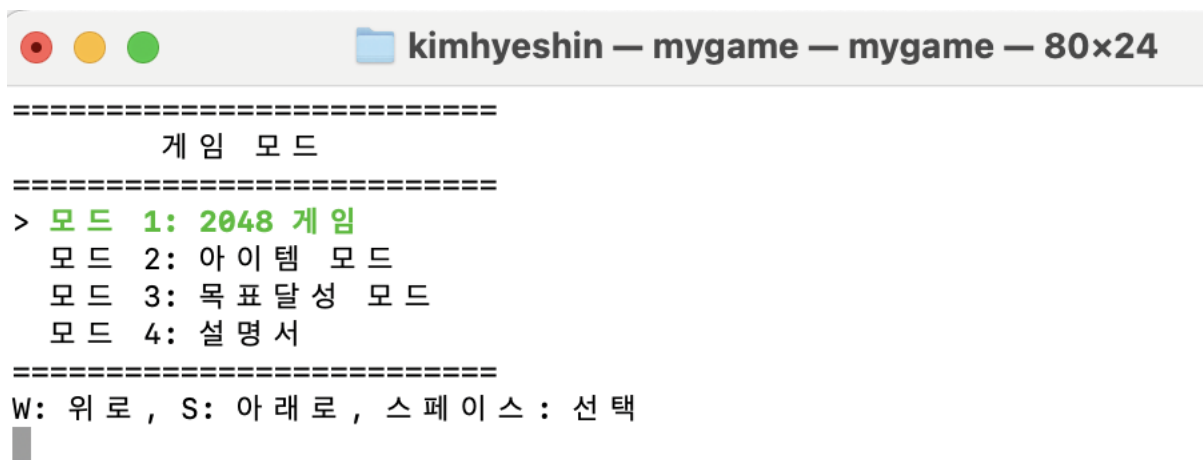 kimhyeshin — mygame — mygame — 80×24
==========================
게임 모드
==========================
> 모드 1: 2048 게임
모드 2: 아이템 모드
모드 3: 목표달성 모드
모드 4: 설명서
==========================
W: 위로, S: 아래로, 스페이스: 선택